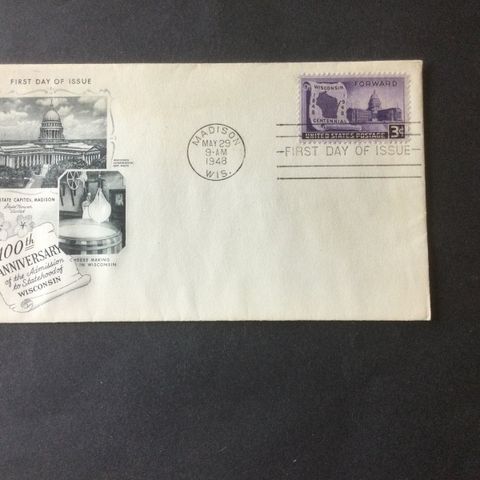 FIRST DAY OF ISSUE
STATE CAPITOL, MADISON
CHEESE MAKING
IN WISCONSIN
100th
ANNIVERSARY
of the Admission
to Statehood of
WISCONSIN
MADISON
MAY 29
9-AM
1948
WIS.
WISCONSIN
1848
1948
CENTENNIAL
FORWARD
3¢
UNITED STATES POSTAGE
FIRST DAY OF ISSUE